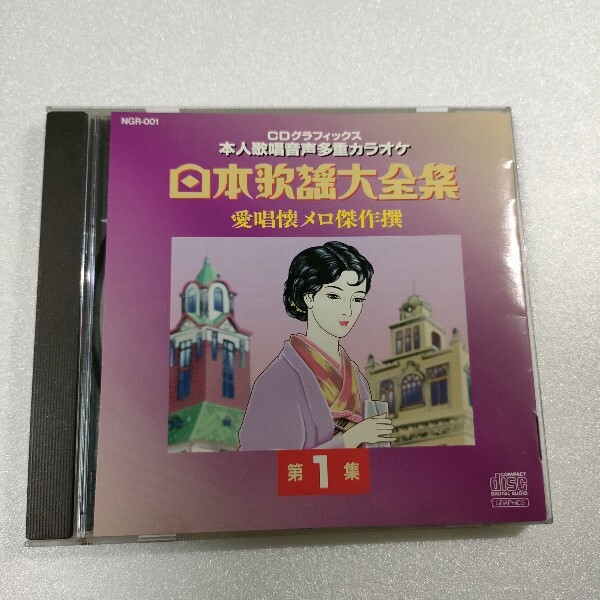 NGR-001
CDグラフィックス
本人歌唱音声多重カラオケ
日本歌謡大全集
愛唱懐メロ傑作撰
第1集
COMPACT
disc
DIGITAL AUDIO
GRAPHICS